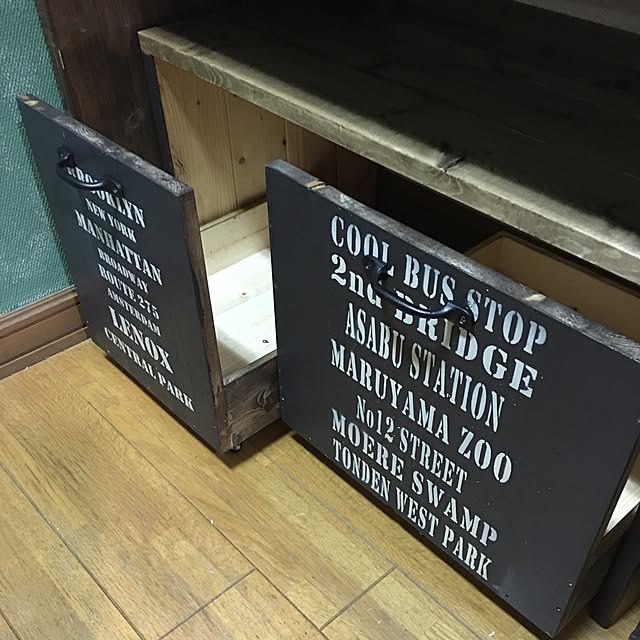 BROOKLYN
NEW YORK
MANHATTAN
BROADWAY
ROUTE-275
AMSTERDAM
LENOX
CENTRAL PARK
COOL BUS STOP
2nd BRIDGE
ASABU STATION
MARUYAMA ZOO
No12 STREET
MOERE SWAMP
TONDEN WEST PARK